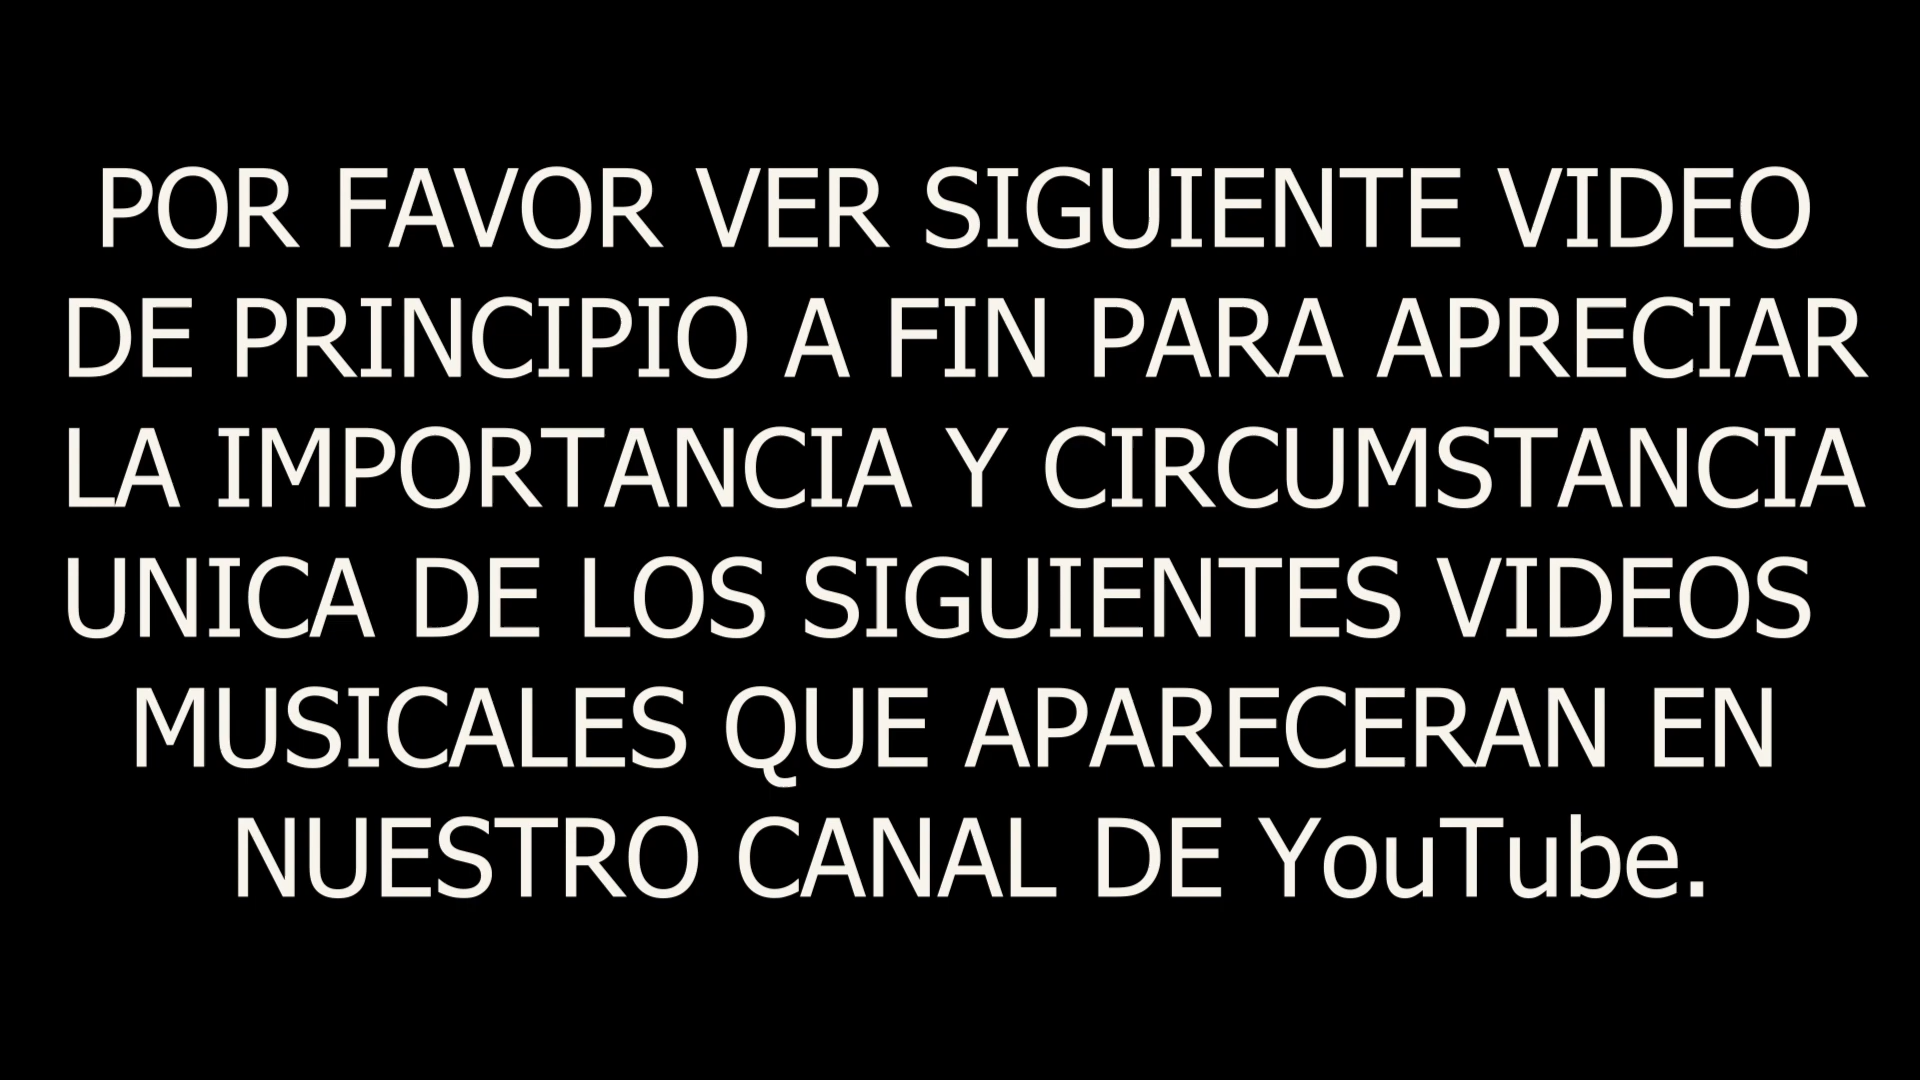 POR FAVOR VER SIGUIENTE VIDEO
DE PRINCIPIO A FIN PARA APRECIAR
LA IMPORTANCIA Y CIRCUMSTANCIA
UNICA DE LOS SIGUIENTES VIDEOS
MUSICALES QUE APARECERAN EN
NUESTRO CANAL DE YouTube.